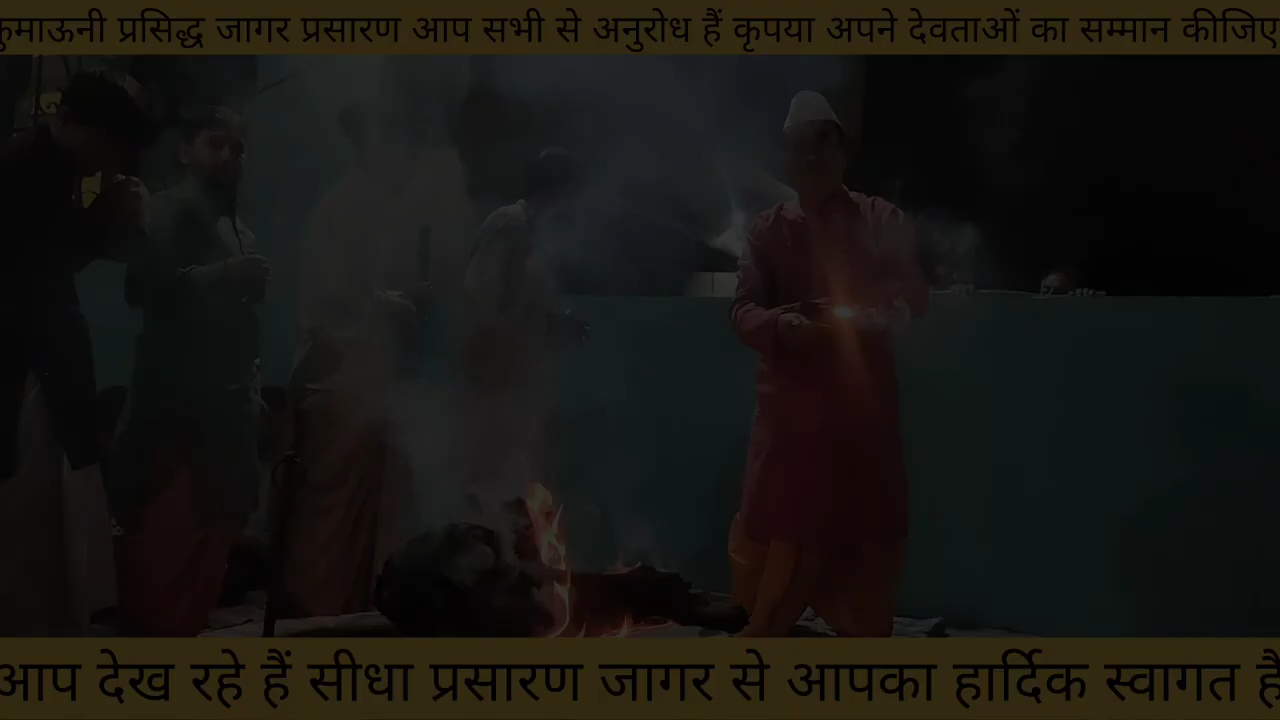 कुमाऊनी प्रसिद्ध जागर प्रसारण आप सभी से अनुरोध हैं कृपया अपने देवताओं का सम्मान कीजिए
आप देख रहे हैं सीधा प्रसारण जागर से आपका हार्दिक स्वागत है